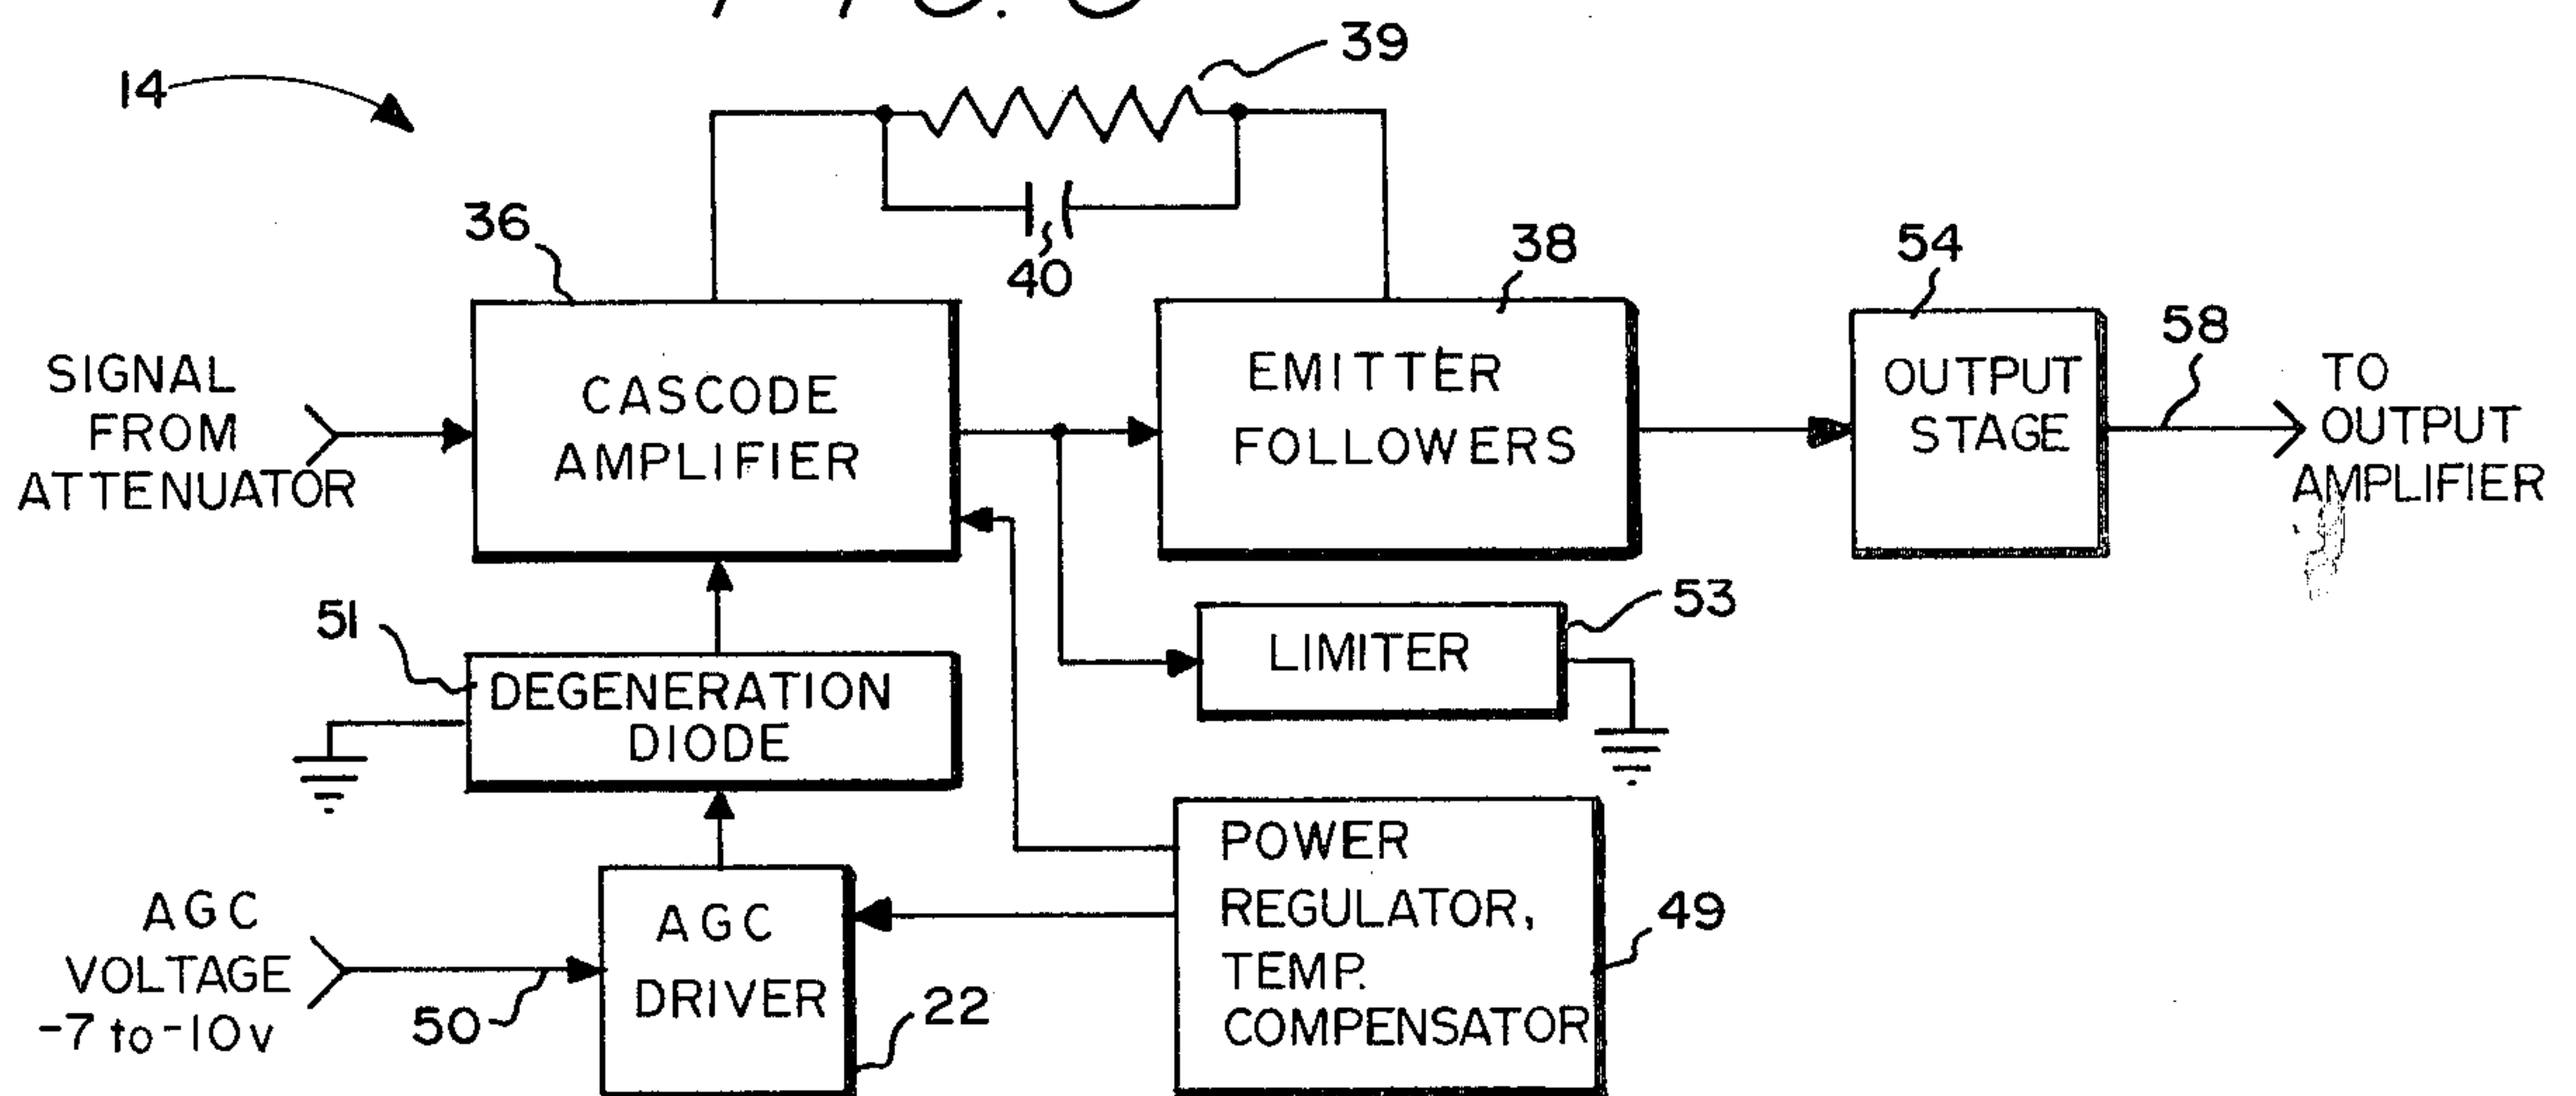 14
39
40
36
38
54
58
SIGNAL
FROM
ATTENUATOR
CASCODE
AMPLIFIER
EMITTER
FOLLOWERS
OUTPUT
STAGE
TO
OUTPUT
AMPLIFIER
51
DEGENERATION
DIODE
LIMITER
53
AGC
VOLTAGE
-7 to -10v
50
AGC
DRIVER
22
POWER
REGULATOR,
TEMP.
COMPENSATOR
49